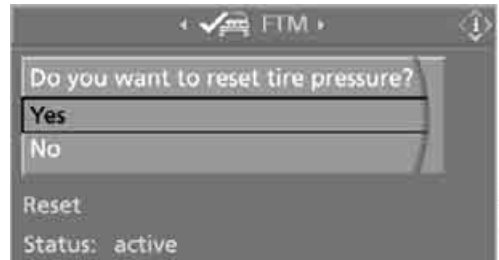 FTM
i
Do you want to reset tire pressure?
Yes
No
Reset
Status: active